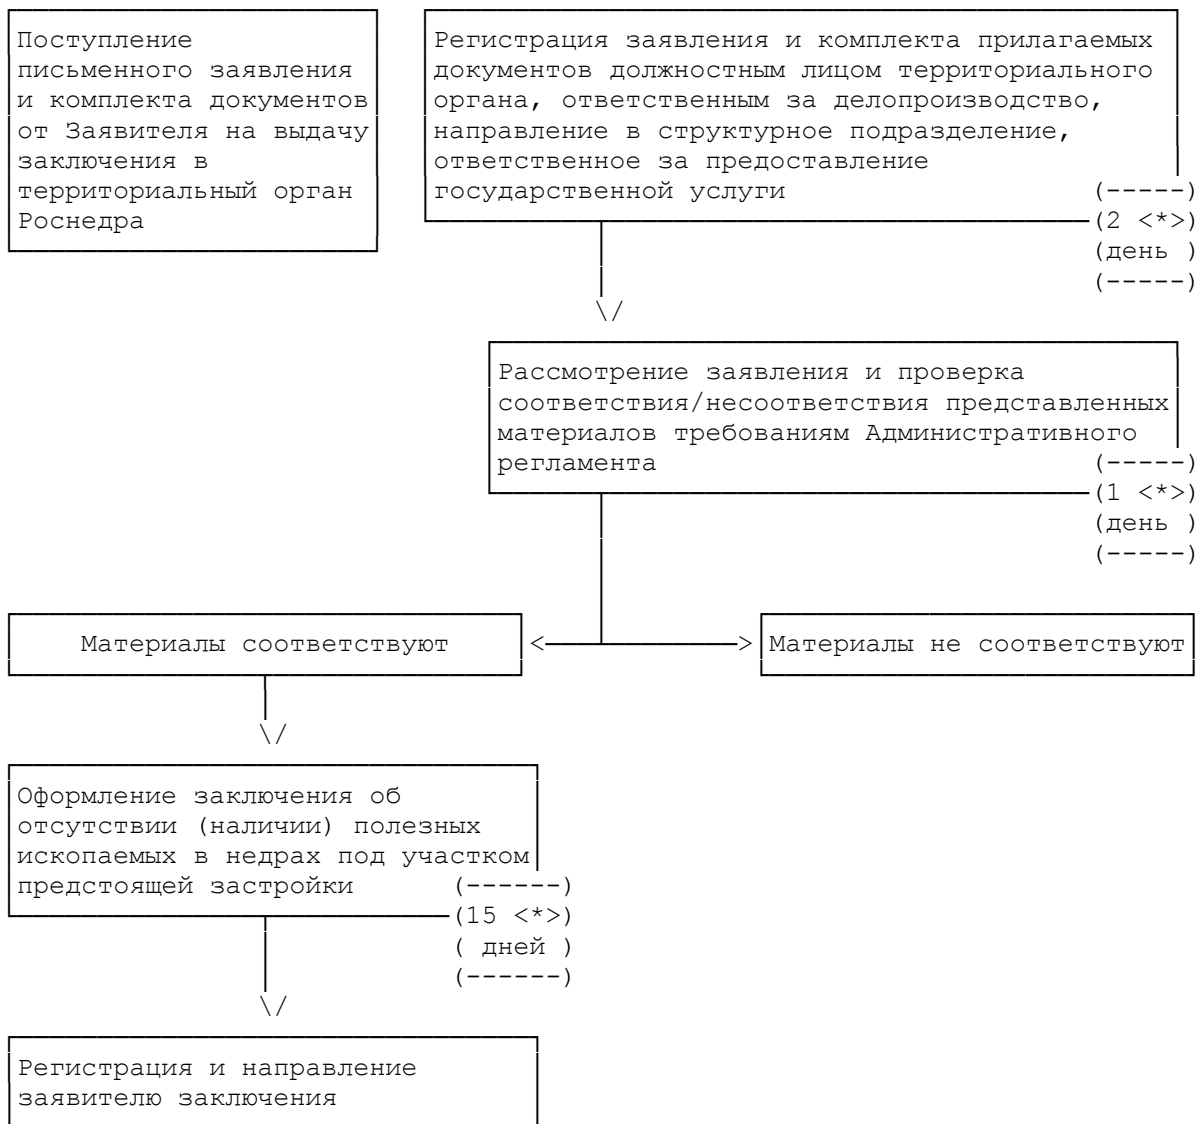 Поступление
письменного заявления
и комплекта документов
от Заявителя на выдачу
заключения в
территориальный орган
Роснедра
Регистрация заявления и комплекта прилагаемых
документов должностным лицом территориального
органа, ответственным за делопроизводство,
направление в структурное подразделение,
ответственное за предоставление
государственной услуги
(-----)
(2 <*>)
(день )
(-----)
Рассмотрение заявления и проверка
соответствия/несоответствия представленных
материалов требованиям Административного
регламента
(-----)
(1 <*>)
(день )
(-----)
Материалы соответствуют
Материалы не соответствуют
Оформление заключения об
отсутствии (наличии) полезных
ископаемых в недрах под участком
предстоящей застройки
(------)
(15 <*>)
( дней )
(------)
Регистрация и направление
заявителю заключения